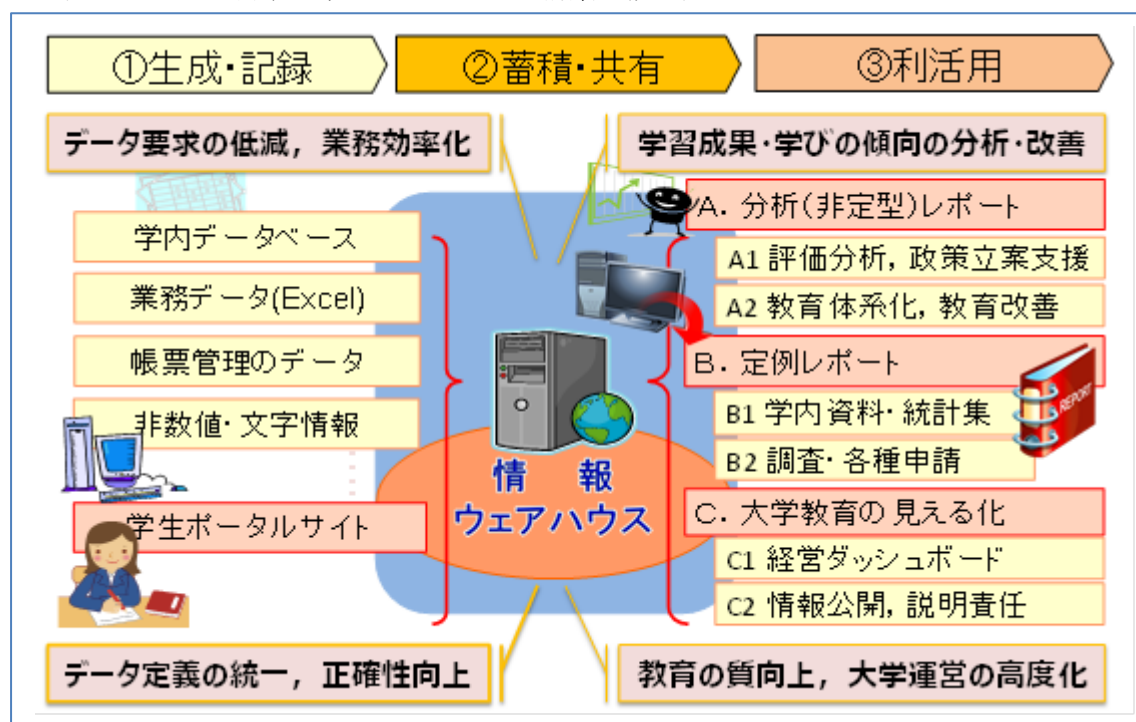 ①生成・記録
②蓄積・共有
③利活用
データ要求の低減，業務効率化
学習成果・学びの傾向の分析・改善
学内データベース
業務データ(Excel)
帳票管理のデータ
非数値・文字情報
学生ポータルサイト
情　報
ウェアハウス
A．分析(非定型)レポート
A1 評価分析，政策立案支援
A2 教育体系化，教育改善
B．定例レポート
B1 学内資料・統計集
B2 調査・各種申請
REPORT
C．大学教育の見える化
C1 経営ダッシュボード
C2 情報公開，説明責任
データ定義の統一，正確性向上
教育の質向上，大学運営の高度化